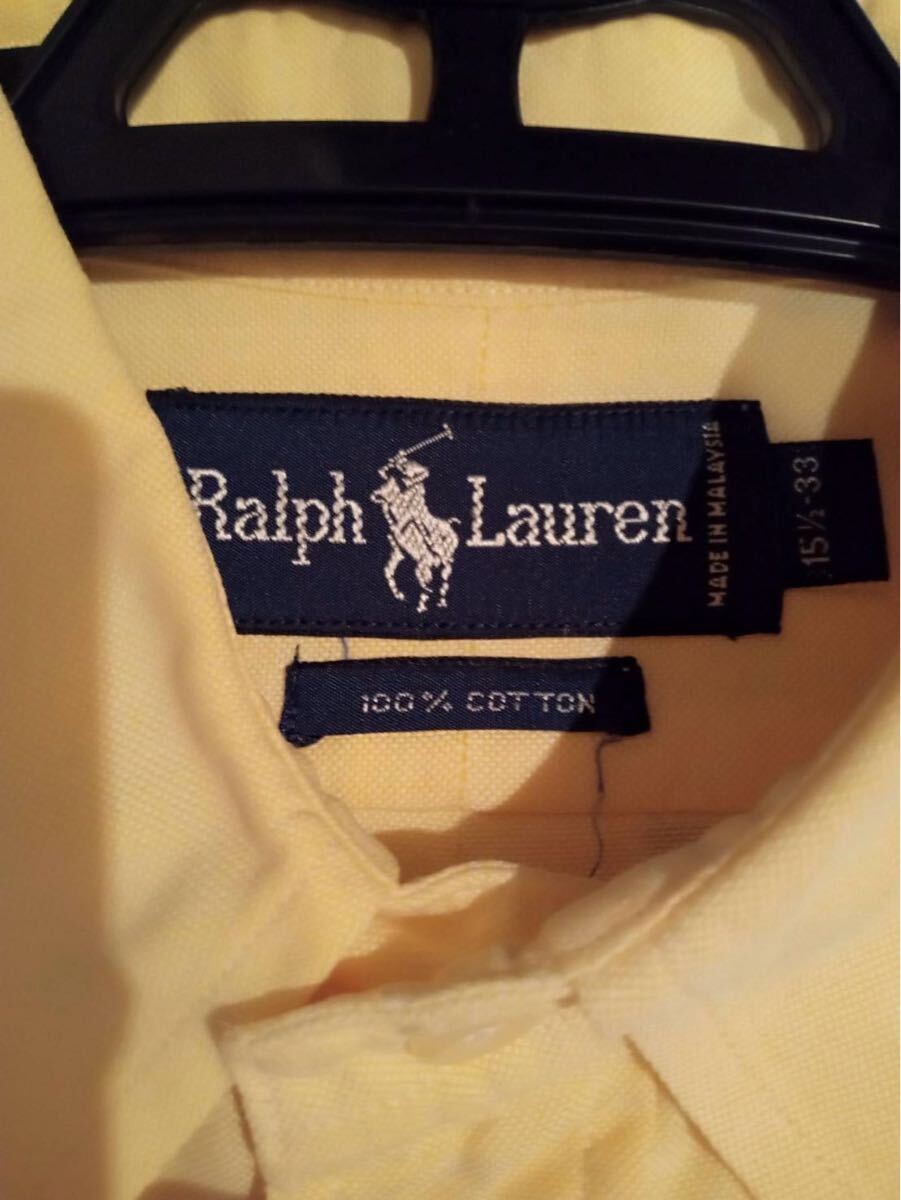 Ralph Lauren
MADE IN MALAYSIA
15½-33
100% COTTON